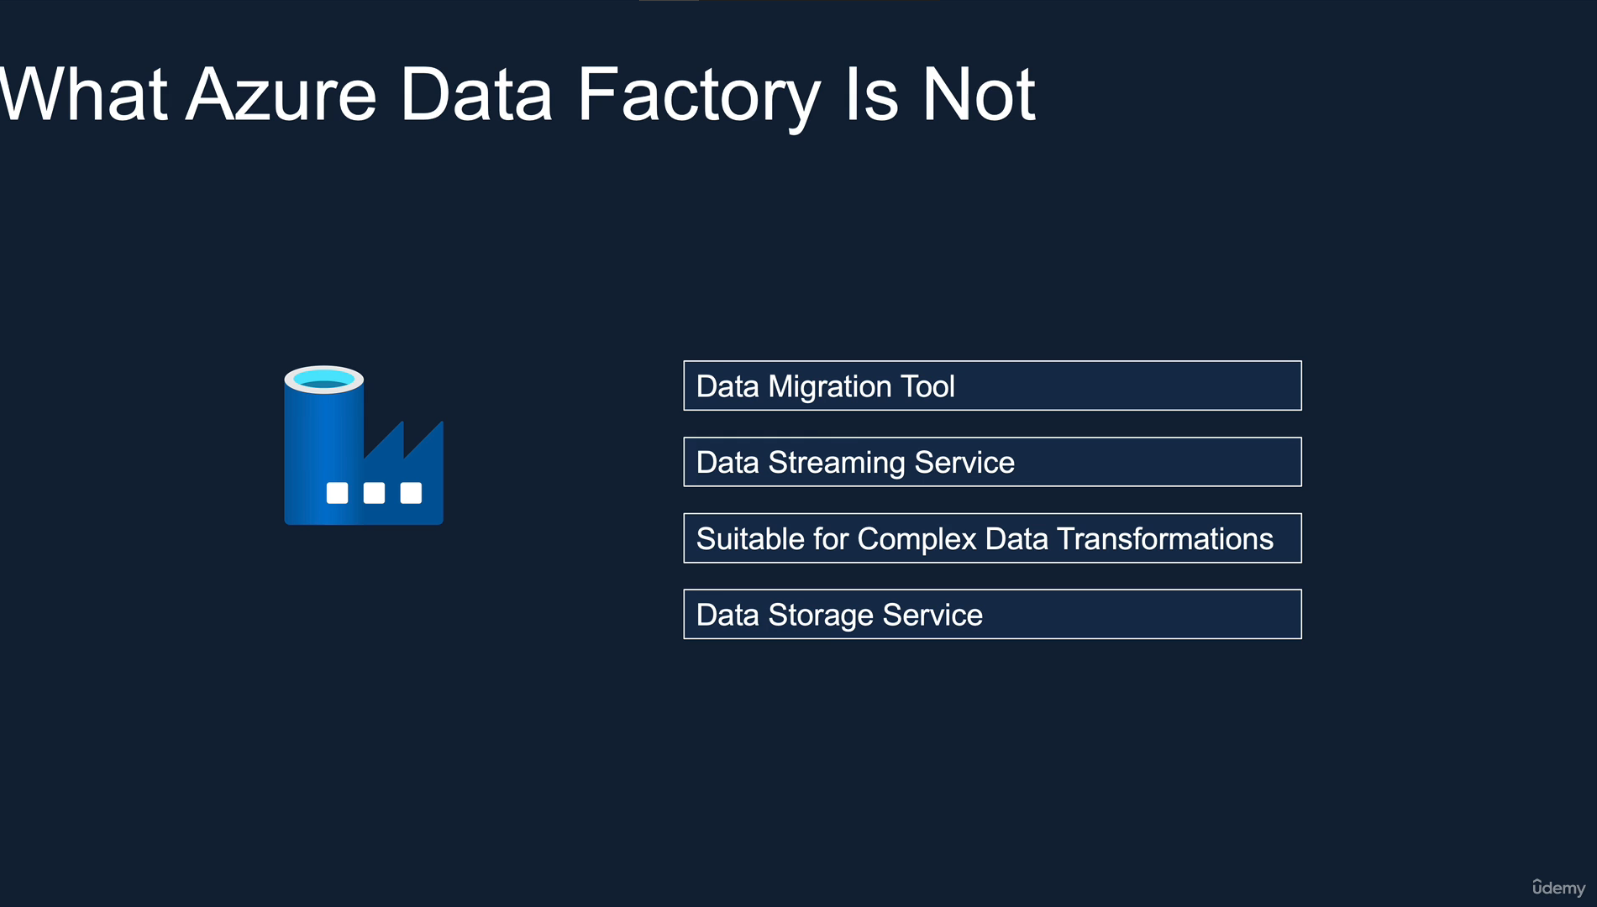 What Azure Data Factory Is Not
Data Migration Tool
Data Streaming Service
Suitable for Complex Data Transformations
Data Storage Service
ûdemy